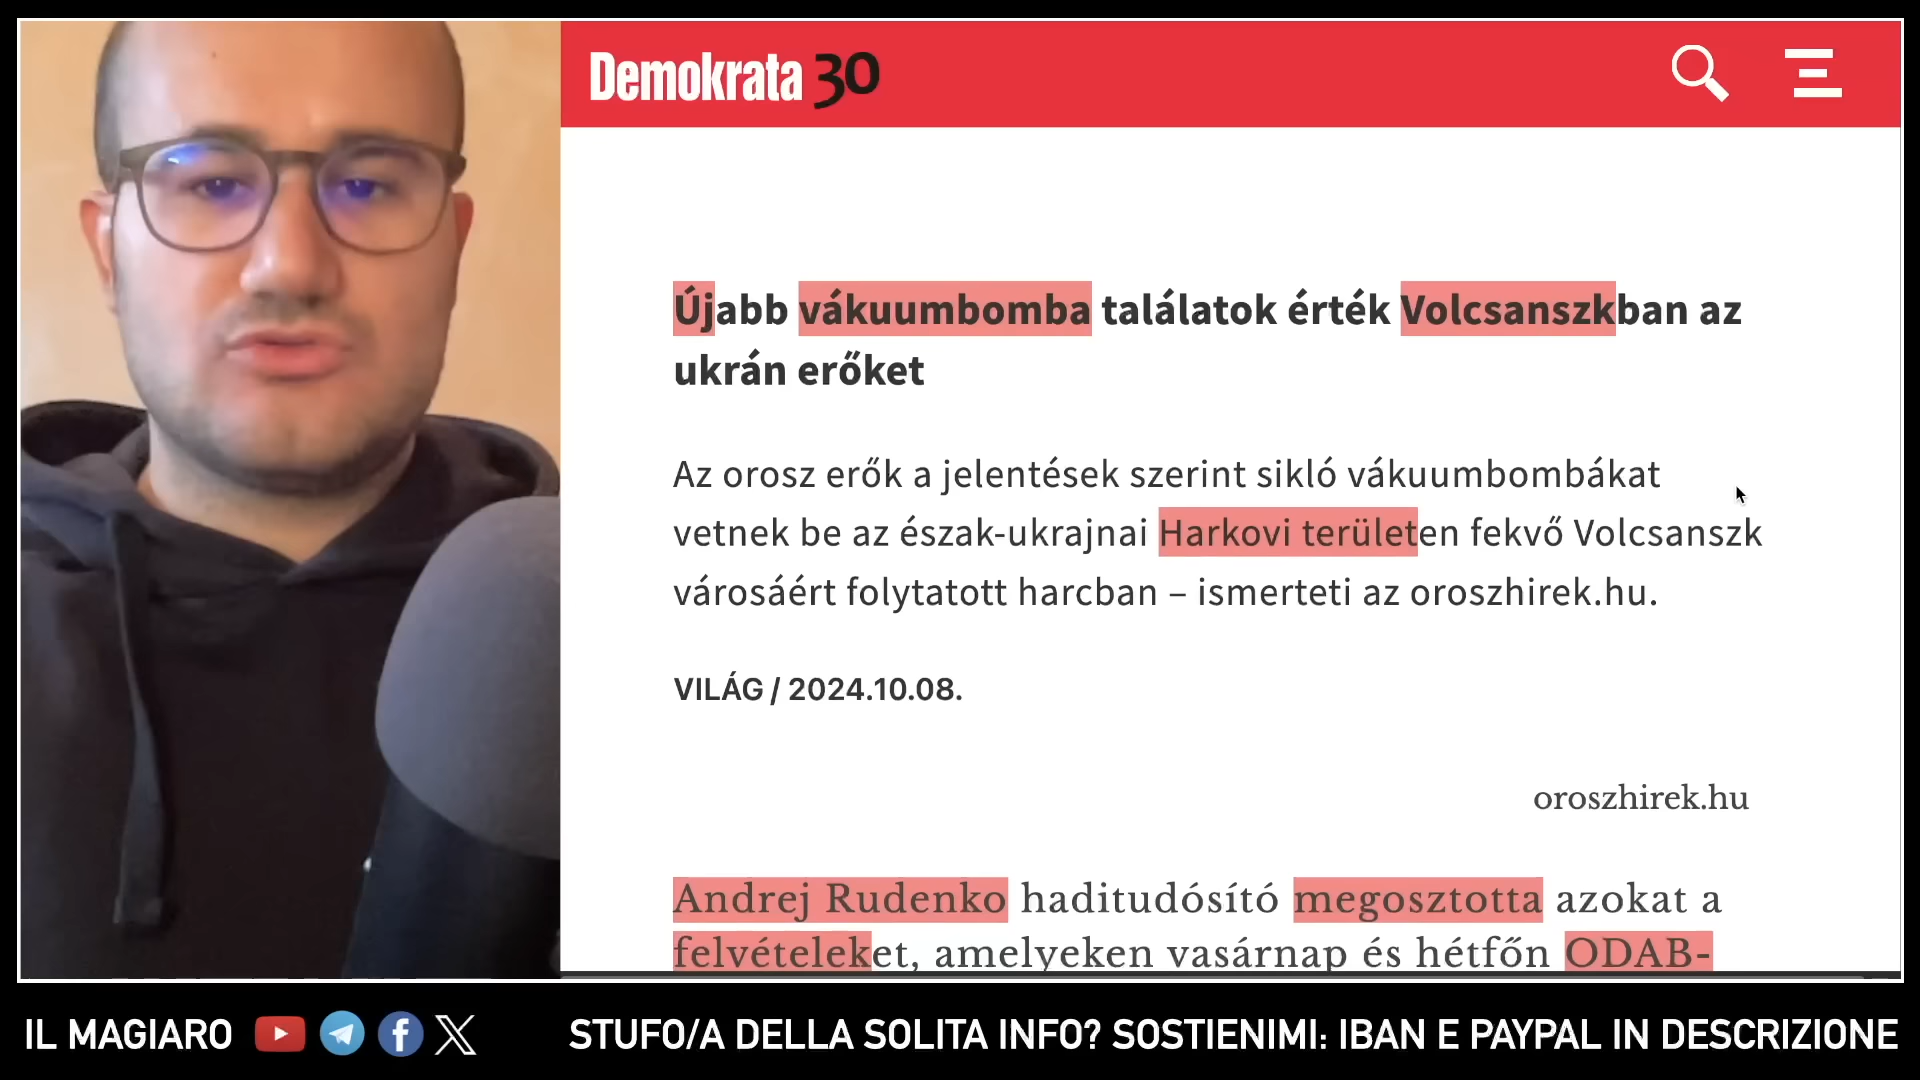 Demokrata 30
Újabb vákuumbomba találatok érték Volcsanszkban az
ukrán erőket
Az orosz erők a jelentések szerint sikló vákuumbombákat
vetnek be az észak-ukrajnai Harkovi területen fekvő Volcsanszk
városáért folytatott harcban – ismerteti az oroszhirek.hu.
VILÁG / 2024.10.08.
oroszhirek.hu
Andrej Rudenko haditudósító megosztotta azokat a
felvételeket, amelyeken vasárnap és hétfőn ODAB-
IL MAGIARO
STUFO/A DELLA SOLITA INFO? SOSTIENIMI: IBAN E PAYPAL IN DESCRIZIONE